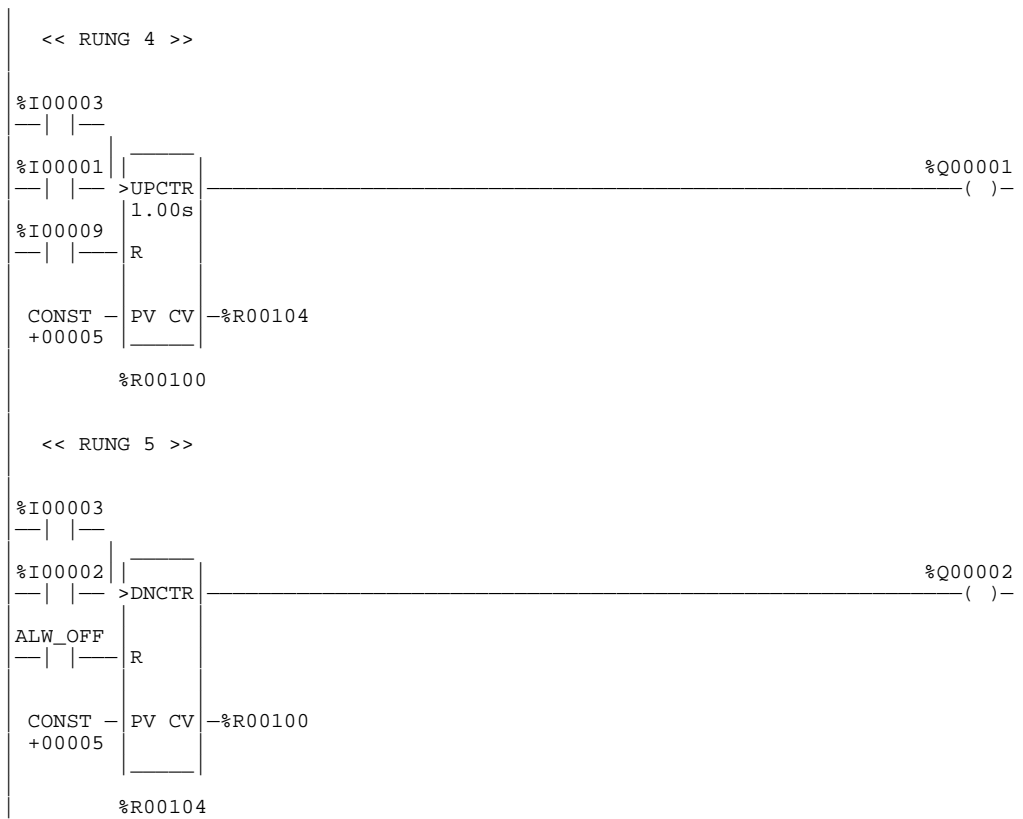 << RUNG 4 >>
%I00003
%I00001
%Q00001
>UPCTR
( )
1.00s
%I00009
R
CONST PV CV %R00104
+00005
%R00100
<< RUNG 5 >>
%I00003
%I00002
%Q00002
>DNCTR
( )
ALW_OFF
R
CONST PV CV %R00100
+00005
%R00104